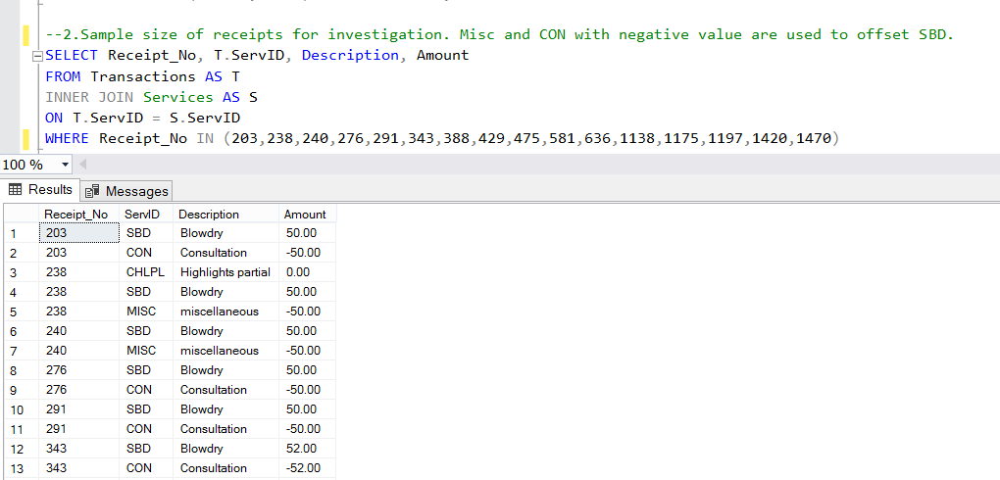 --2.Sample size of receipts for investigation. Misc and CON with negative value are used to offset SBD.
SELECT Receipt_No, T.ServID, Description, Amount
FROM Transactions AS T
INNER JOIN Services AS S
ON T.ServID = S.ServID
WHERE Receipt_No IN (203,238,240,276,291,343,388,429,475,581,636,1138,1175,1197,1420,1470)
100 %
Results Messages
Receipt_No ServID Description Amount
1 203 SBD Blowdry 50.00
2 203 CON Consultation -50.00
3 238 CHLPL Highlights partial 0.00
4 238 SBD Blowdry 50.00
5 238 MISC miscellaneous -50.00
6 240 SBD Blowdry 50.00
7 240 MISC miscellaneous -50.00
8 276 SBD Blowdry 50.00
9 276 CON Consultation -50.00
10 291 SBD Blowdry 50.00
11 291 CON Consultation -50.00
12 343 SBD Blowdry 52.00
13 343 CON Consultation -52.00